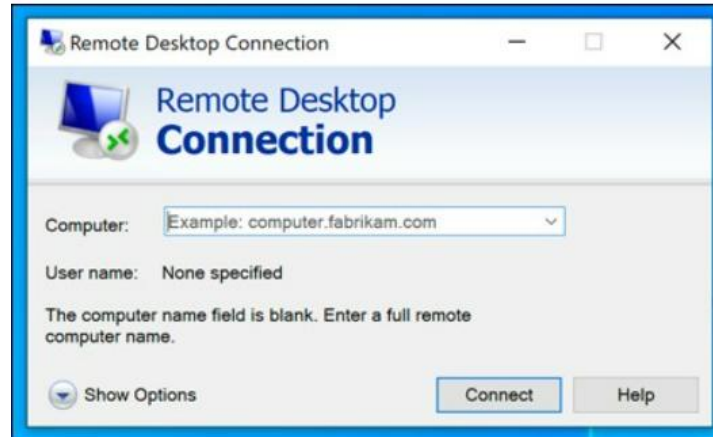 Remote Desktop Connection
Remote Desktop
Connection
Computer: Example: computer.fabrikam.com
User name: None specified
The computer name field is blank. Enter a full remote
computer name.
Show Options Connect Help